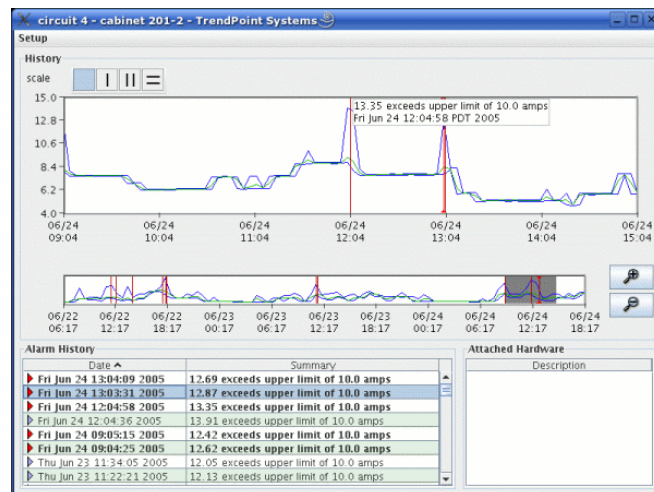 circuit 4 - cabinet 201-2 - TrendPoint Systems
Setup
History
scale
15.0
12.8
10.6
8.4
6.2
4.0
13.35 exceeds upper limit of 10.0 amps
Fri Jun 24 12:04:58 PDT 2005
06/24 06/24 06/24 06/24 06/24 06/24 06/24
09:04 10:04 11:04 12:04 13:04 14:04 15:04
06/22 06/22 06/22 06/23 06/23 06/23 06/23 06/24 06/24 06/24 06/24
06:17 12:17 18:17 00:17 06:17 12:17 18:17 00:17 06:17 12:17 18:17
Alarm History
Date Summary
Fri Jun 24 13:04:09 2005 12.69 exceeds upper limit of 10.0 amps
Fri Jun 24 13:03:31 2005 12.87 exceeds upper limit of 10.0 amps
Fri Jun 24 12:04:58 2005 13.35 exceeds upper limit of 10.0 amps
Fri Jun 24 12:04:36 2005 13.91 exceeds upper limit of 10.0 amps
Fri Jun 24 09:05:15 2005 12.42 exceeds upper limit of 10.0 amps
Fri Jun 24 09:04:25 2005 12.62 exceeds upper limit of 10.0 amps
Thu Jun 23 11:34:05 2005 12.05 exceeds upper limit of 10.0 amps
Thu Jun 23 11:22:21 2005 12.13 exceeds upper limit of 10.0 amps
Attached Hardware
Description